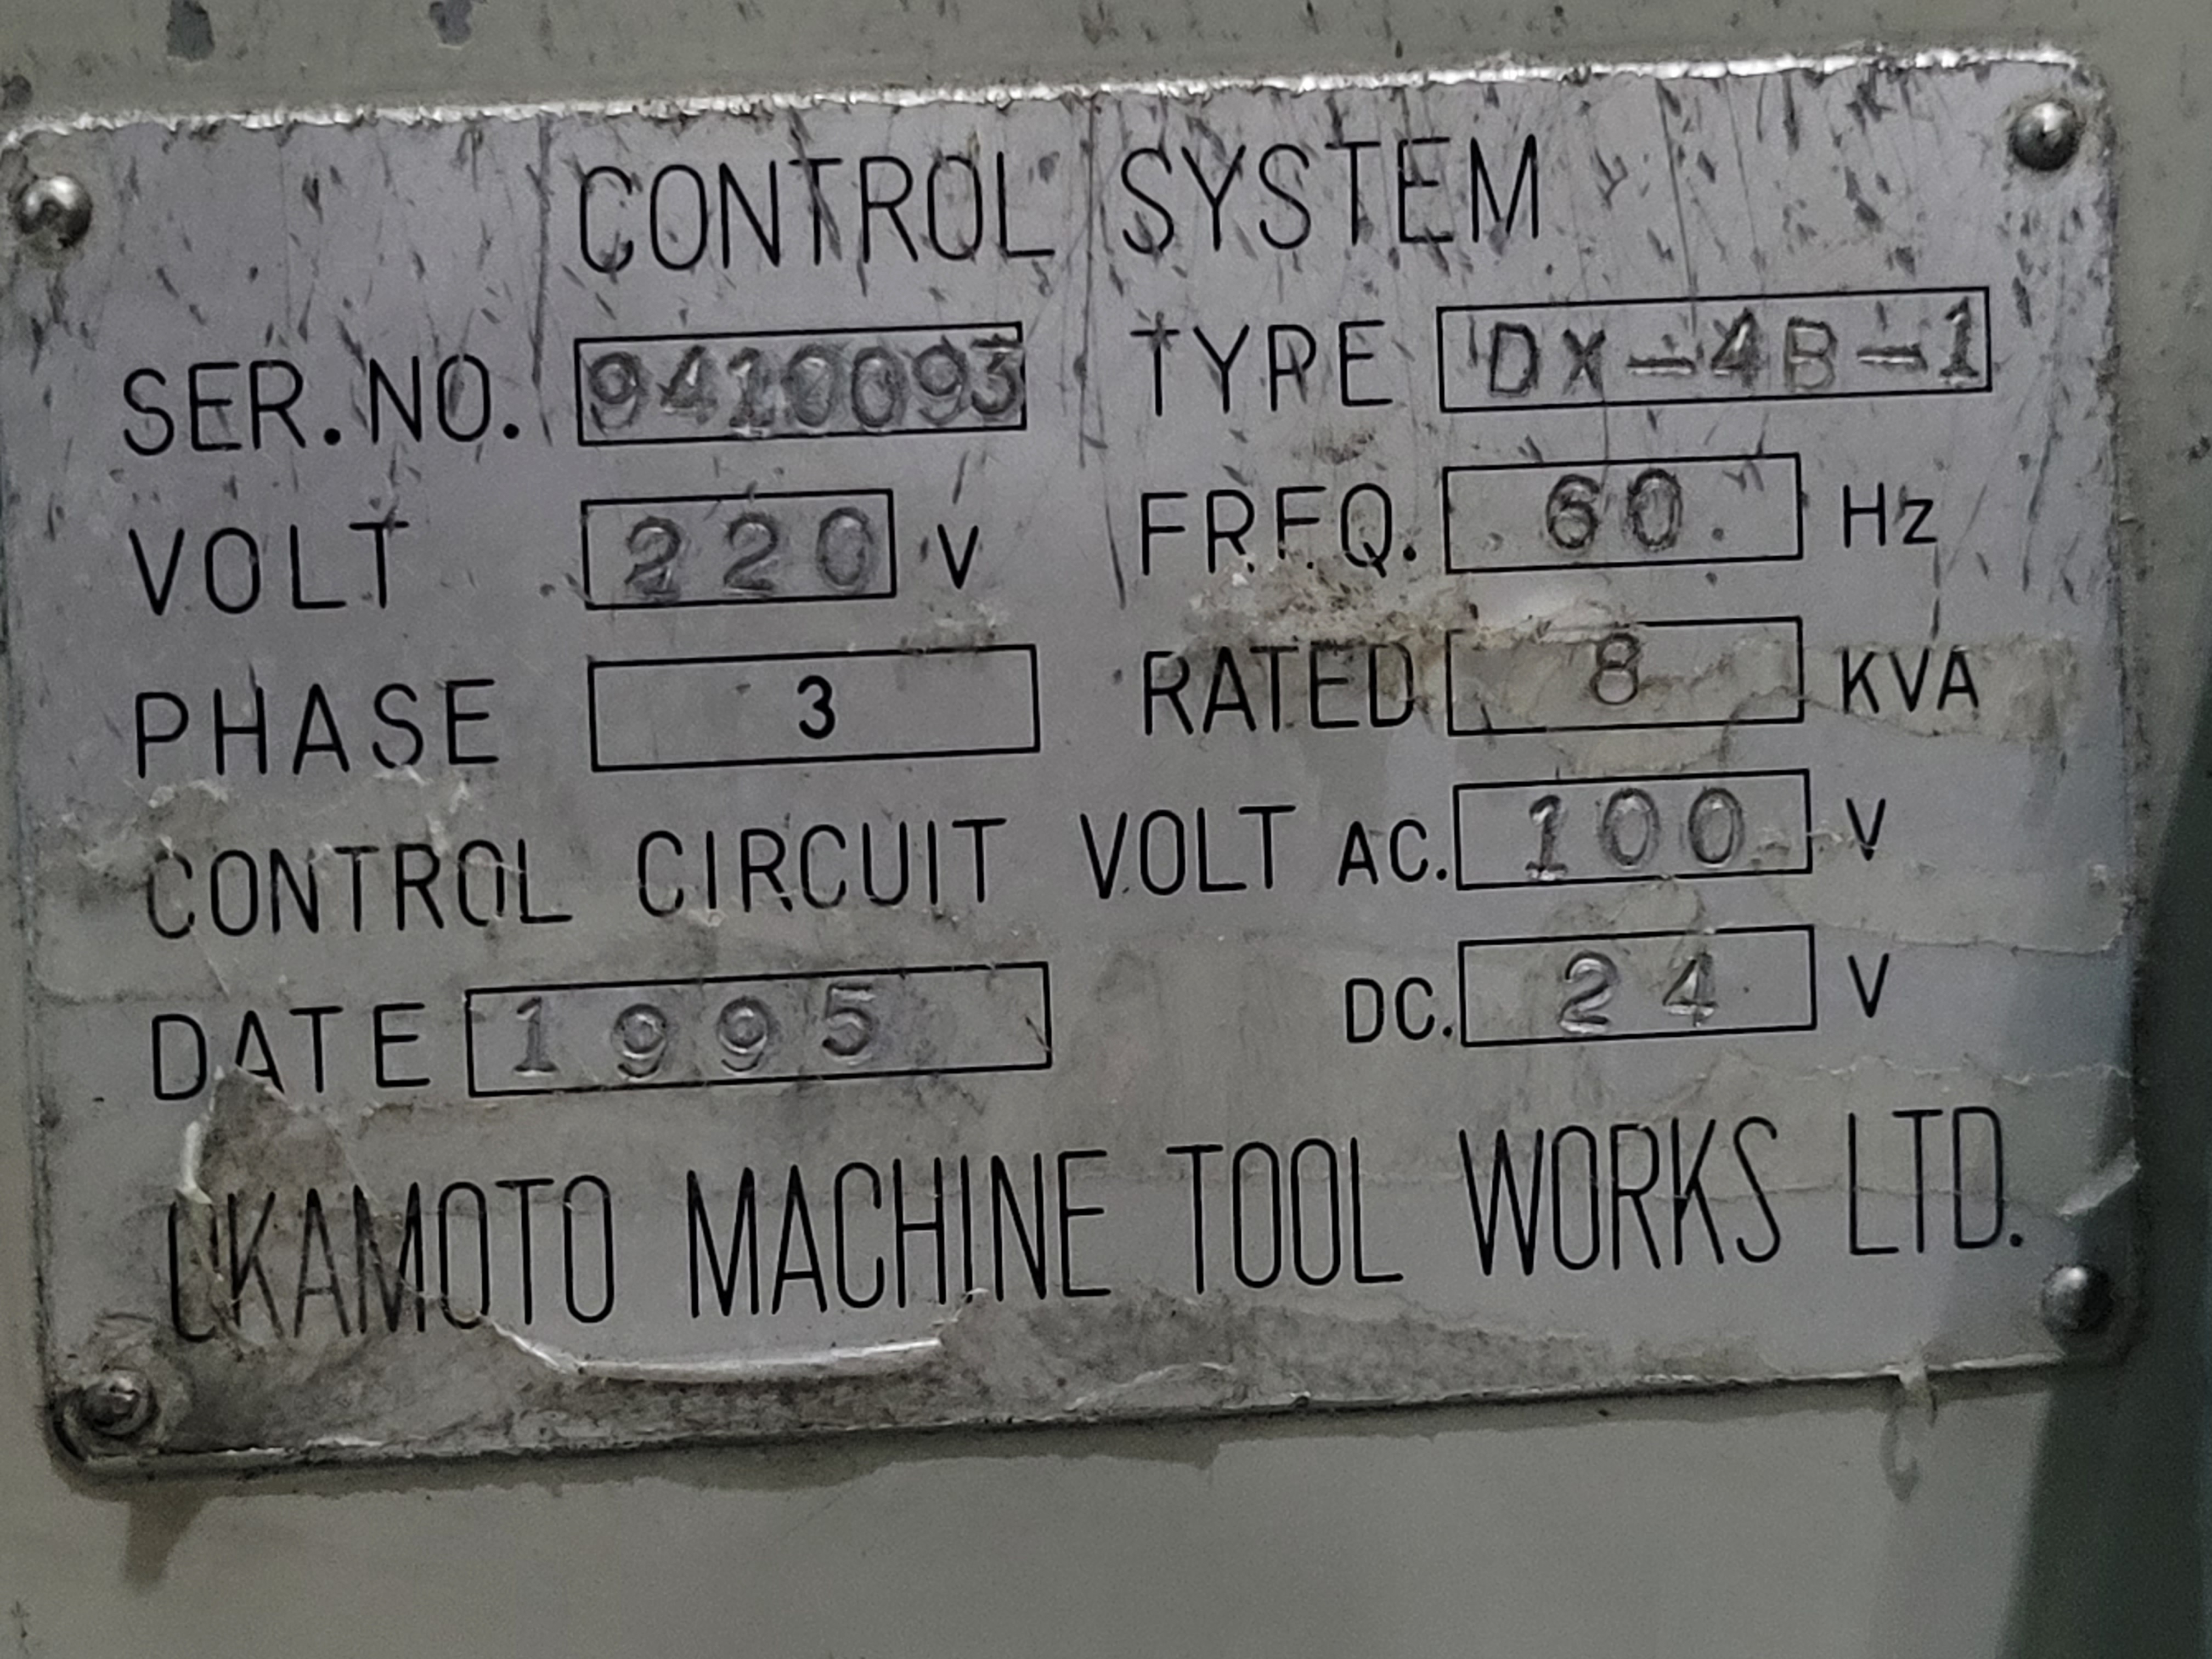 CONTROL SYSTEM
SER.NO. 9410093 TYPE DX-4B-1
VOLT 220 V FREQ. 60 Hz
PHASE 3 RATED 8 KVA
CONTROL CIRCUIT VOLT AC. 100 V
DATE 1995 DC. 24 V
OKAMOTO MACHINE TOOL WORKS LTD.